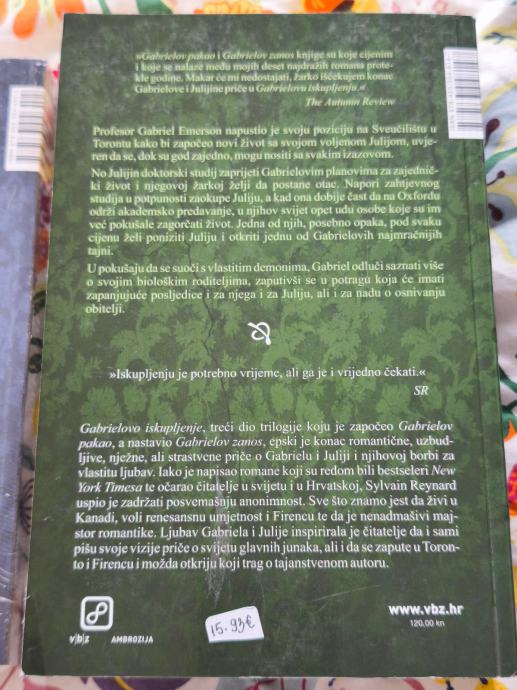 »Gabrielov pakao i Gabrielov zanos knjige su koje cijenim
i koje se nalaze među mojih deset najdražih romana prote-
kle godine. Makar će mi nedostajati, žarko iščekujem konac
Gabrielove i Julijine priče u Gabrielovu iskupljenju.«
The Autumn Review
Profesor Gabriel Emerson napustio je svoju poziciju na Sveučilištu u
Torontu kako bi započeo novi život sa svojom voljenom Julijom, uvje-
ren da se, dok su god zajedno, mogu nositi sa svakim izazovom.
No Julijin doktorski studij zaprijeti Gabrielovim planovima za zajednič-
ki život i njegovoj žarkoj želji da postane otac. Napori zahtjevnog
studija u potpunosti zaokupe Juliju, a kad ona dobije čast da na Oxfordu
održi akademsko predavanje, u njihov svijet opet uđu osobe koje su im
već pokušale zagorčati život. Jedna od njih, posebno opaka, pod svaku
cijenu želi poniziti Juliju i otkriti jednu od Gabrielovih najmračnijih
tajni.
U pokušaju da se suoči s vlastitim demonima, Gabriel odluči saznati više
o svojim biološkim roditeljima, zaputivši se u potragu koja će imati
zapanjujuće posljedice i za njega i za Juliju, ali i za nadu o osnivanju
obitelji.
»Iskupljenju je potrebno vrijeme, ali ga je i vrijedno čekati.«
SR
Gabrielovo iskupljenje, treći dio trilogije koju je započeo Gabrielov
pakao, a nastavio Gabrielov zanos, epski je konac romantične, uzbud-
ljive, nježne, ali strastvene priče o Gabrielu i Juliji i njihovoj borbi za
vlastitu ljubav. Iako je napisao romane koji su redom bili bestseleri New
York Timesa te očarao čitatelje u svijetu i u Hrvatskoj, Sylvain Reynard
uspio je zadržati posvemašnju anonimnost. Sve što znamo jest da živi u
Kanadi, voli renesansnu umjetnost i Firencu te da je nenadmašivi maj-
stor romantike. Ljubav Gabriela i Julije inspirirala je čitatelje da i sami
pišu svoje vizije priče o svijetu glavnih junaka, ali i da se zapute u Toron-
to i Firencu i možda otkriju koji trag o tajanstvenom autoru.
v|b|z
AMBROZIJA
15.93€
www.vbz.hr
120,00 kn